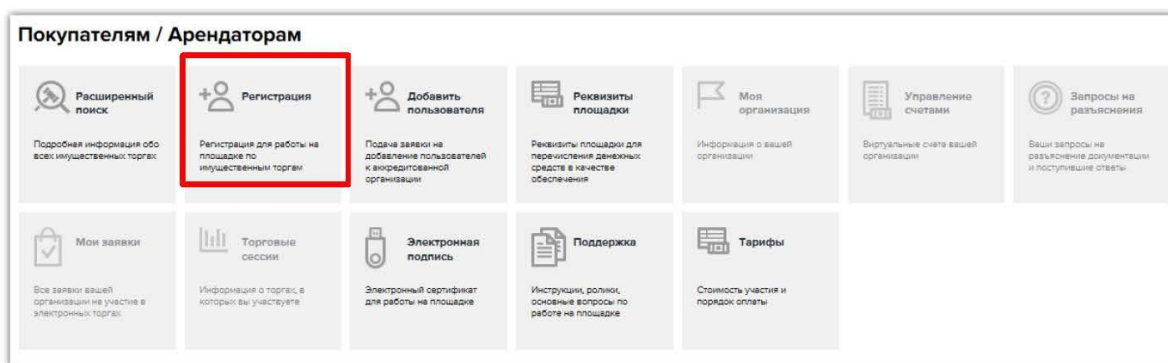 Покупателям / Арендаторам
Расширенный
поиск
Подробная информация обо
всех имущественных торгах
Регистрация
Регистрация для работы на
площадке по
имущественным торгам
Добавить
пользователя
Подача заявки на
добавление пользователей
к аккредитованной
организации
Реквизиты
площадки
Реквизиты площадки для
перечисления денежных
средств в качестве
обеспечения
Моя
организация
Информация о вашей
организации
Управление
счетами
Виртуальные счета вашей
организации
Запросы на
разъяснения
Ваши запросы на
разъяснение документации
и поступившие ответы
Мои заявки
Все заявки вашей
организации на участие в
электронных торгах
Торговые
сессии
Информация о торгах, в
которых вы участвуете
Электронная
подпись
Электронный сертификат
для работы на площадке
Поддержка
Инструкции, ролики,
основные вопросы по
работе на площадке
Тарифы
Стоимость участия и
порядок оплаты